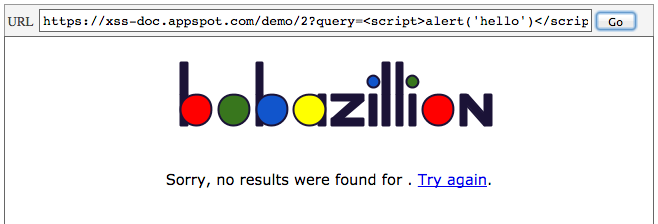 URL https://xss-doc.appspot.com/demo/2?query=<script>alert('hello')</scrip Go
bobazillion
Sorry, no results were found for . Try again.